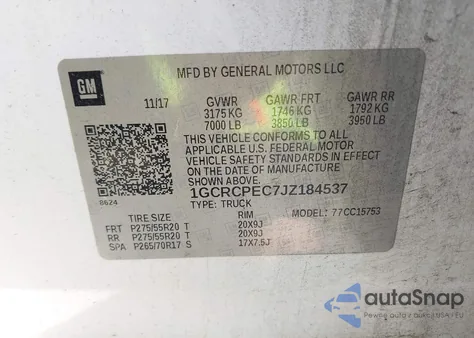 GM
MFD BY GENERAL MOTORS LLC
11/17 GVWR GAWR FRT GAWR RR
3175 KG 1746 KG 1792 KG
7000 LB 3850 LB 3950 LB
THIS VEHICLE CONFORMS TO ALL
APPLICABLE U.S. FEDERAL MOTOR
VEHICLE SAFETY STANDARDS IN EFFECT ON
THE DATE OF MANUFACTURE SHOWN ABOVE.
1GCRCPEC7JZ184537
8624 TYPE: TRUCK MODEL: 77CC15753
TIRE SIZE RIM
FRT P275/55R20 T 20X9J
RR P275/55R20 T 20X9J
SPA P265/70R17 S 17X7.5J
autoSnap